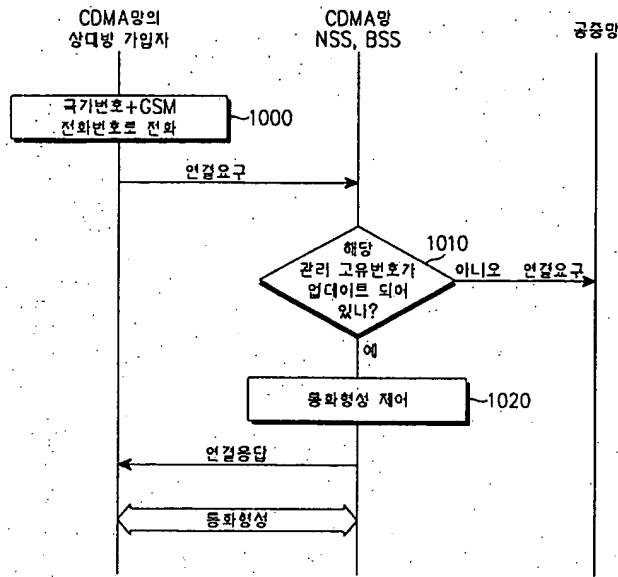 CDMA망의
상대방 가입자
CDMA망
NSS, BSS
공중망
국가번호+GSM
전화번호로 전화
1000
연결요구
해당
관리 고유번호가
업데이트 되어
있나?
1010
아니오
연결요구
예
통화형성 제어
1020
연결응답
통화형성